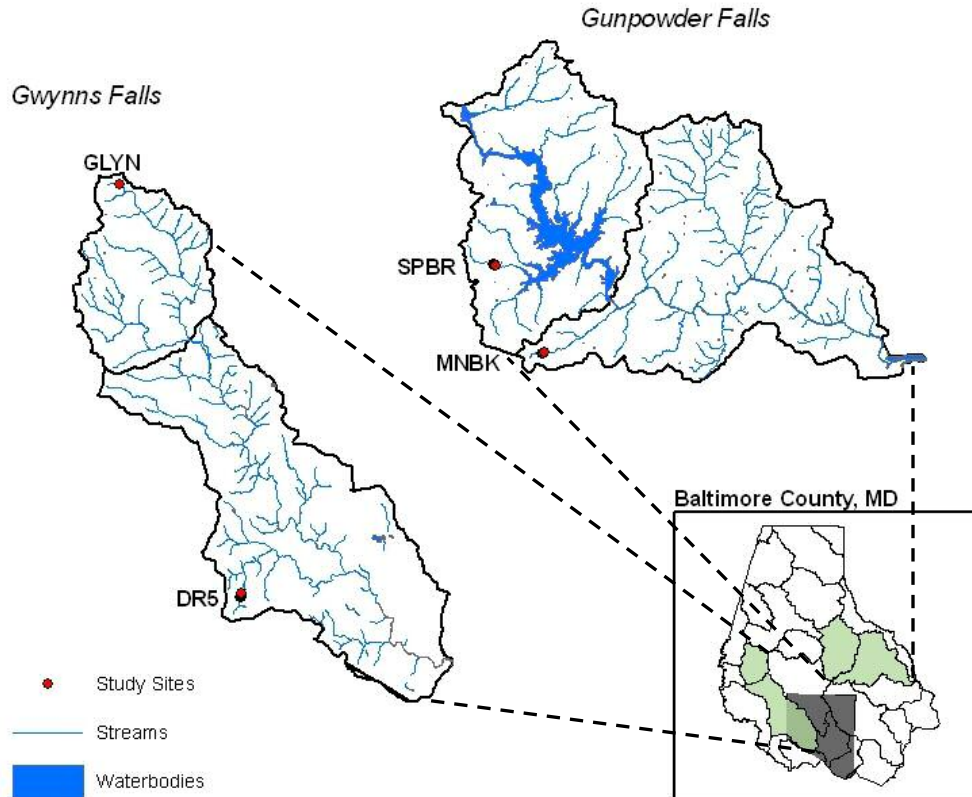 Gunpowder Falls
Gwynns Falls
GLYN
SPBR
MNBK
Baltimore County, MD
DR5
Study Sites
Streams
Waterbodies